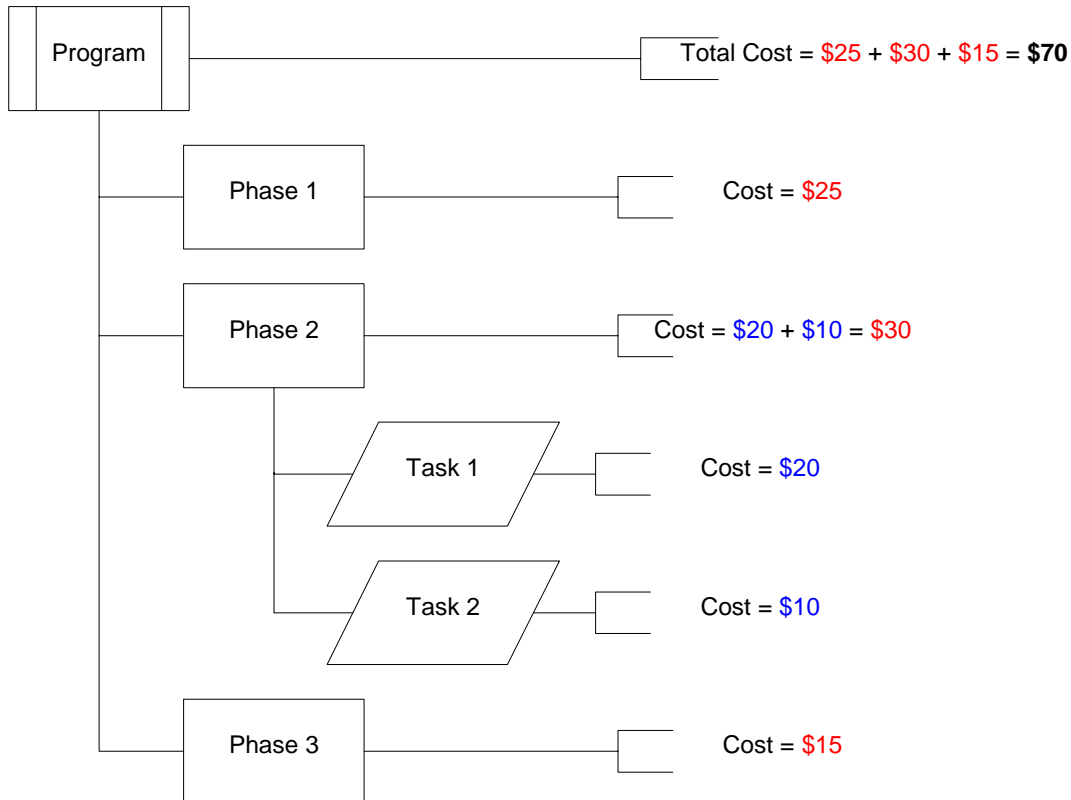 Program
Total Cost = $25 + $30 + $15 = $70
Phase 1
Cost = $25
Phase 2
Cost = $20 + $10 = $30
Task 1
Cost = $20
Task 2
Cost = $10
Phase 3
Cost = $15